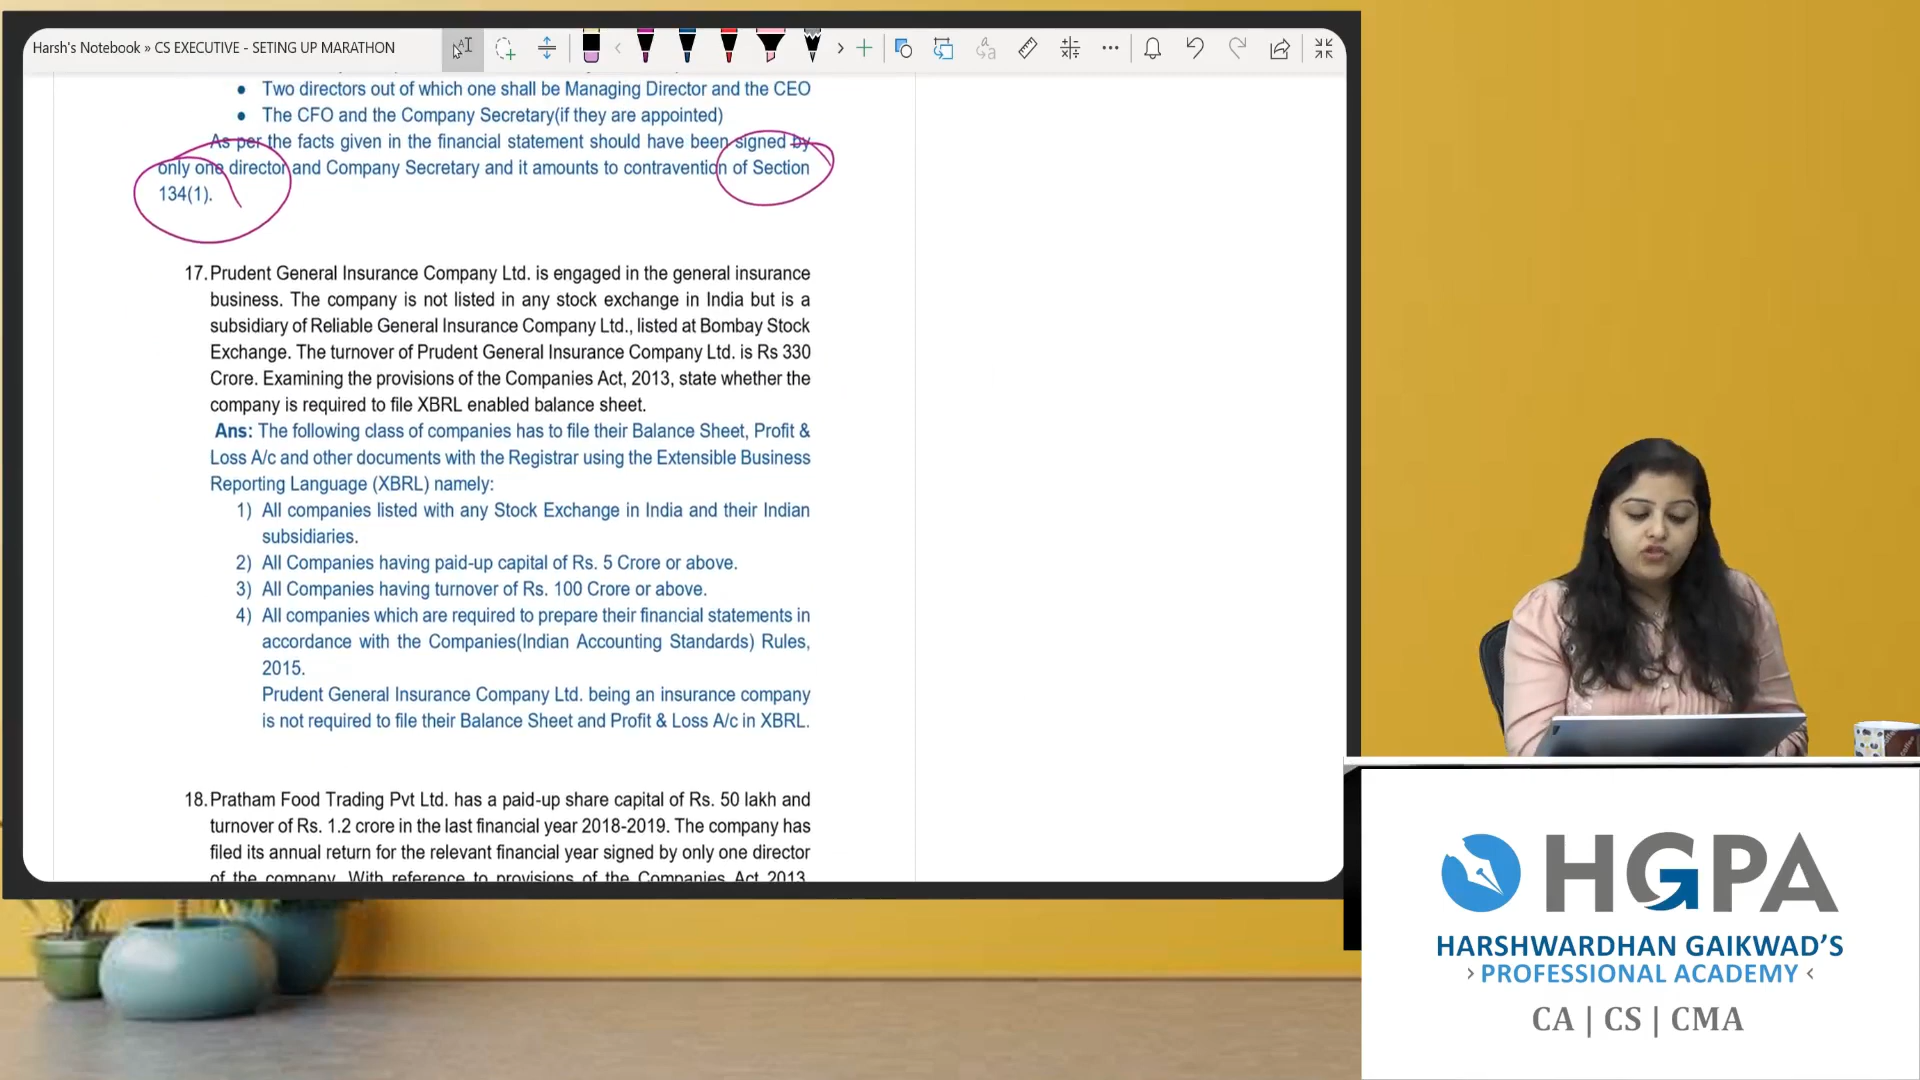 Harsh's Notebook » CS EXECUTIVE - SETING UP MARATHON
• Two directors out of which one shall be Managing Director and the CEO
• The CFO and the Company Secretary(if they are appointed)
As per the facts given in the financial statement should have been signed by
only one director and Company Secretary and it amounts to contravention of Section
134(1).
17. Prudent General Insurance Company Ltd. is engaged in the general insurance
business. The company is not listed in any stock exchange in India but is a
subsidiary of Reliable General Insurance Company Ltd., listed at Bombay Stock
Exchange. The turnover of Prudent General Insurance Company Ltd. is Rs 330
Crore. Examining the provisions of the Companies Act, 2013, state whether the
company is required to file XBRL enabled balance sheet.
Ans: The following class of companies has to file their Balance Sheet, Profit &
Loss A/c and other documents with the Registrar using the Extensible Business
Reporting Language (XBRL) namely:
1) All companies listed with any Stock Exchange in India and their Indian
subsidiaries.
2) All Companies having paid-up capital of Rs. 5 Crore or above.
3) All Companies having turnover of Rs. 100 Crore or above.
4) All companies which are required to prepare their financial statements in
accordance with the Companies(Indian Accounting Standards) Rules,
2015.
Prudent General Insurance Company Ltd. being an insurance company
is not required to file their Balance Sheet and Profit & Loss A/c in XBRL.
18. Pratham Food Trading Pvt Ltd. has a paid-up share capital of Rs. 50 lakh and
turnover of Rs. 1.2 crore in the last financial year 2018-2019. The company has
filed its annual return for the relevant financial year signed by only one director
of the company. With reference to provisions of the Companies Act 2013,
HGPA
HARSHWARDHAN GAIKWAD'S
› PROFESSIONAL ACADEMY ‹
CA | CS | CMA